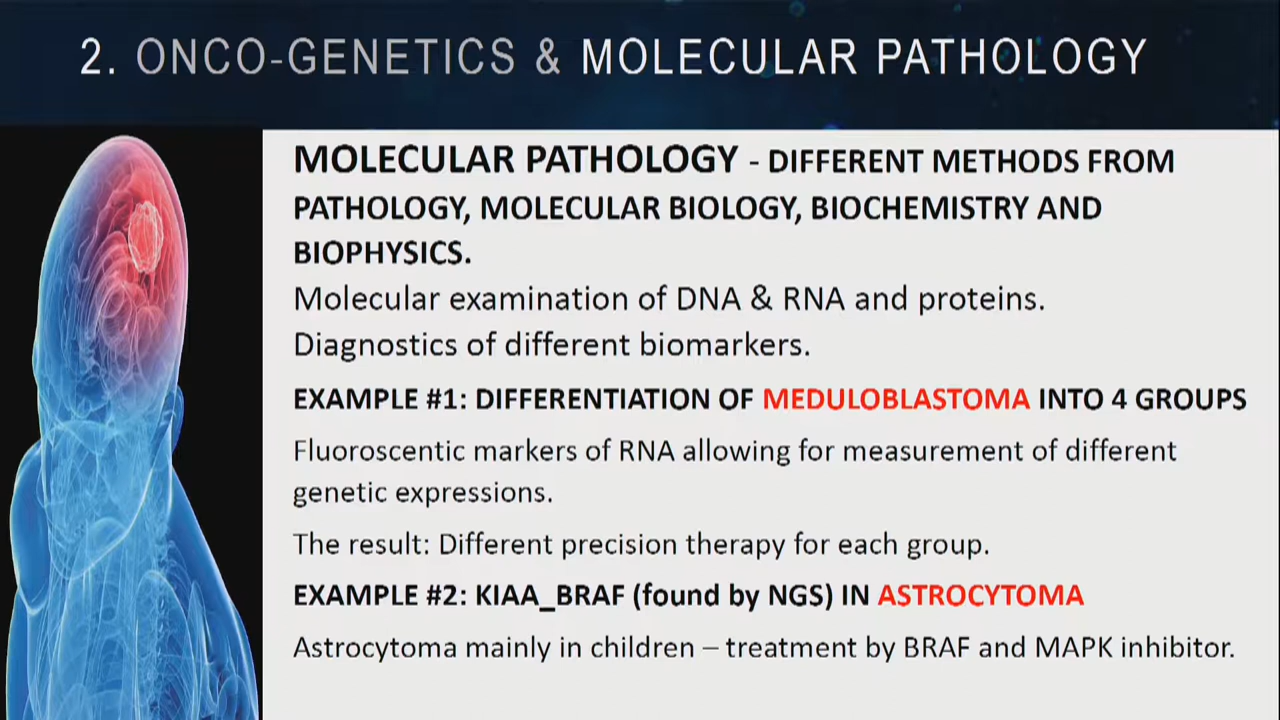 2. ONCO-GENETICS & MOLECULAR PATHOLOGY
MOLECULAR PATHOLOGY - DIFFERENT METHODS FROM
PATHOLOGY, MOLECULAR BIOLOGY, BIOCHEMISTRY AND
BIOPHYSICS.
Molecular examination of DNA & RNA and proteins.
Diagnostics of different biomarkers.
EXAMPLE #1: DIFFERENTIATION OF MEDULOBLASTOMA INTO 4 GROUPS
Fluoroscentic markers of RNA allowing for measurement of different
genetic expressions.
The result: Different precision therapy for each group.
EXAMPLE #2: KIAA_BRAF (found by NGS) IN ASTROCYTOMA
Astrocytoma mainly in children – treatment by BRAF and MAPK inhibitor.